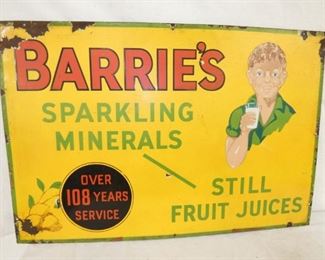 BARRIE'S
SPARKLING
MINERALS
OVER
108 YEARS
SERVICE
STILL
FRUIT JUICES